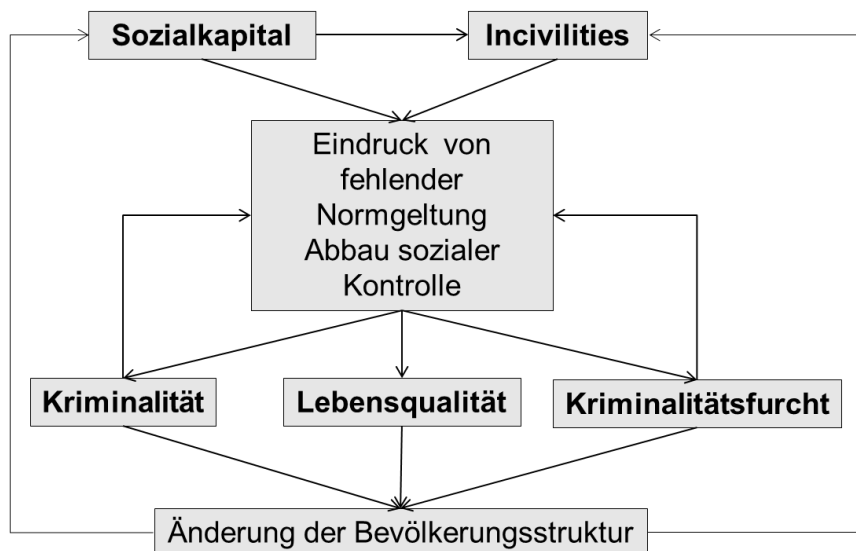 Sozialkapital
Incivilities
Eindruck von
fehlender
Normgeltung
Abbau sozialer
Kontrolle
Kriminalität
Lebensqualität
Kriminalitätsfurcht
Änderung der Bevölkerungsstruktur